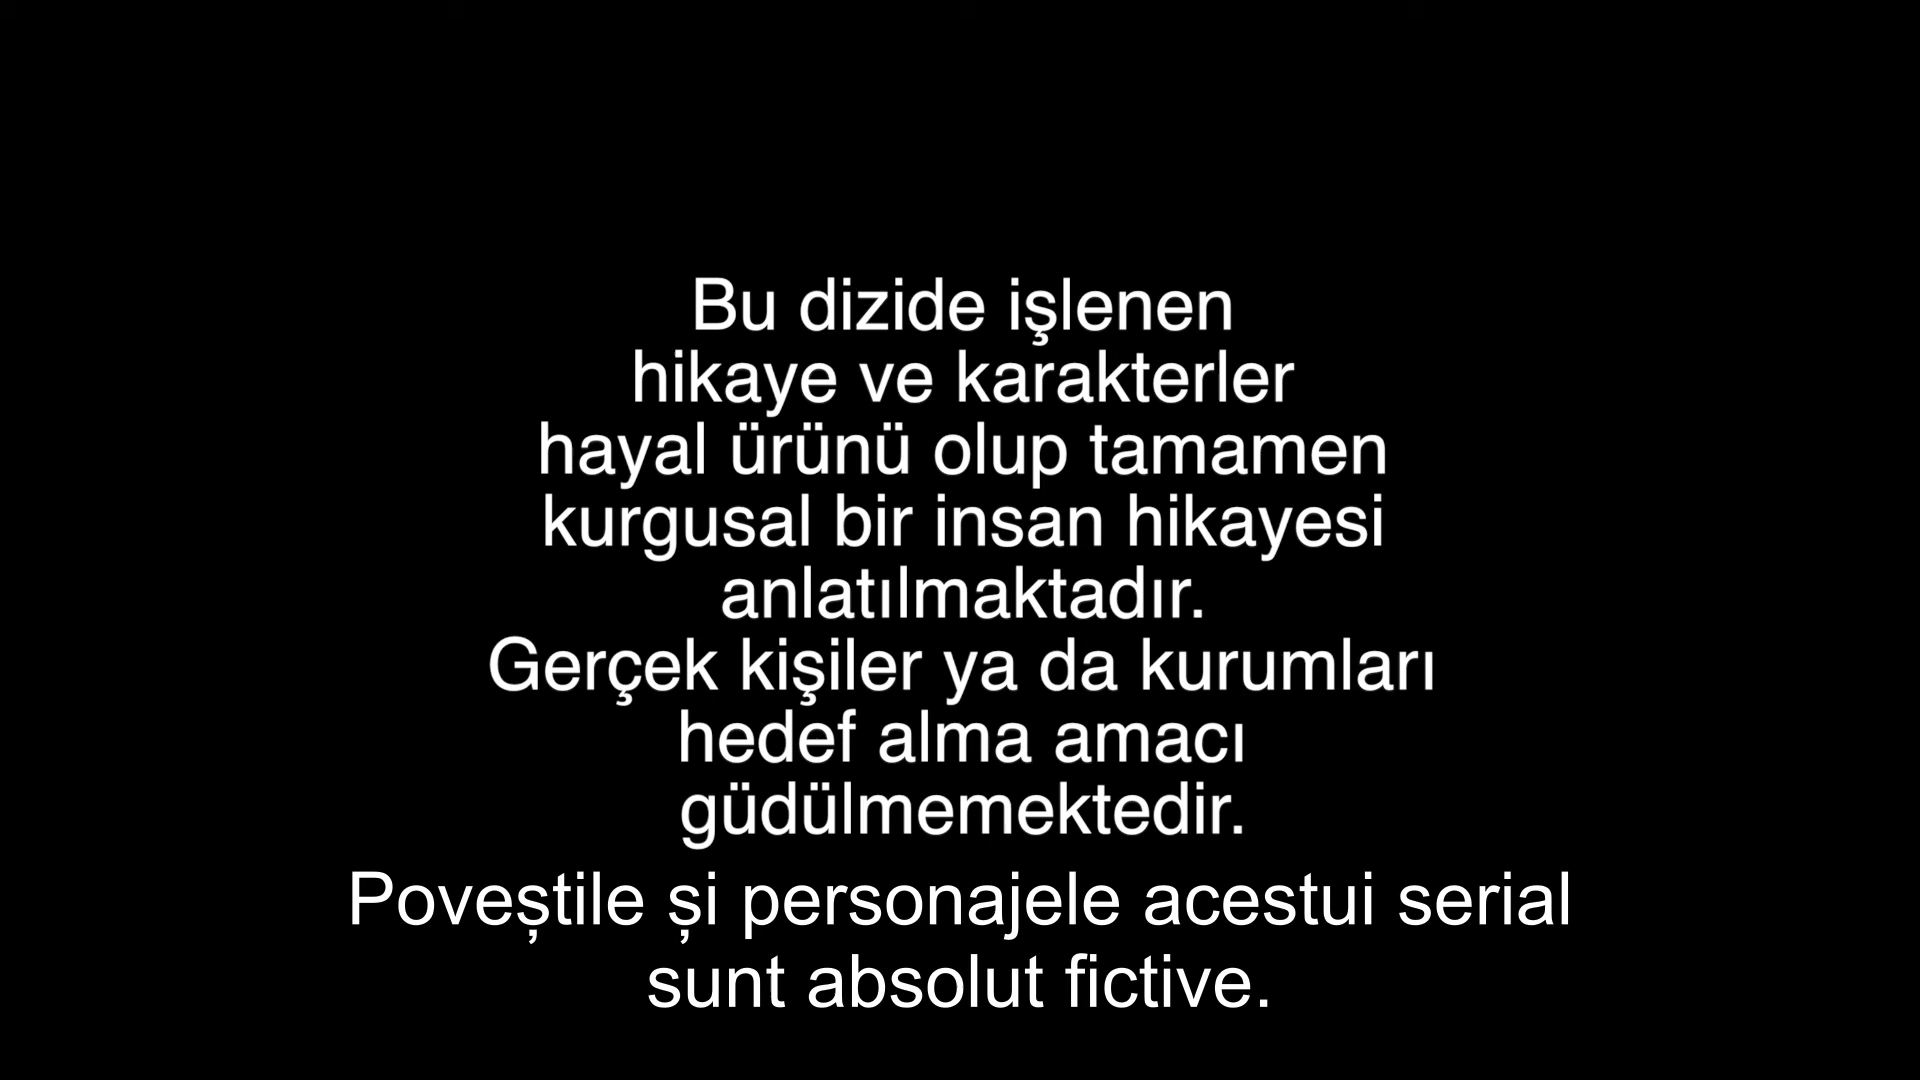 Bu dizide işlenen
hikaye ve karakterler
hayal ürünü olup tamamen
kurgusal bir insan hikayesi
anlatılmaktadır.
Gerçek kişiler ya da kurumları
hedef alma amacı
güdülmemektedir.
Poveștile și personajele acestui serial
sunt absolut fictive.